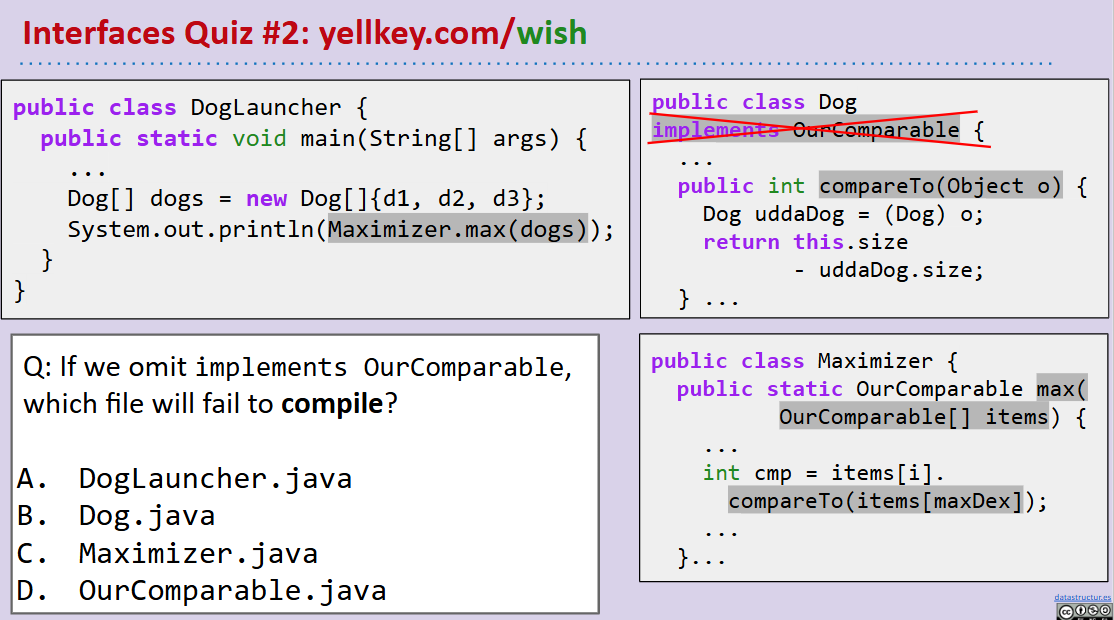 Interfaces Quiz #2: yellkey.com/wish
public class DogLauncher {
public static void main(String[] args) {
...
Dog[] dogs = new Dog[]{d1, d2, d3};
System.out.println(Maximizer.max(dogs));
}
}
public class Dog
implements OurComparable {
...
public int compareTo(Object o) {
Dog uddaDog = (Dog) o;
return this.size
- uddaDog.size;
} ...
Q: If we omit implements OurComparable,
which file will fail to compile?
A. DogLauncher.java
B. Dog.java
C. Maximizer.java
D. OurComparable.java
public class Maximizer {
public static OurComparable max(
OurComparable[] items) {
...
int cmp = items[i].
compareTo(items[maxDex]);
...
}...
datastructur.es